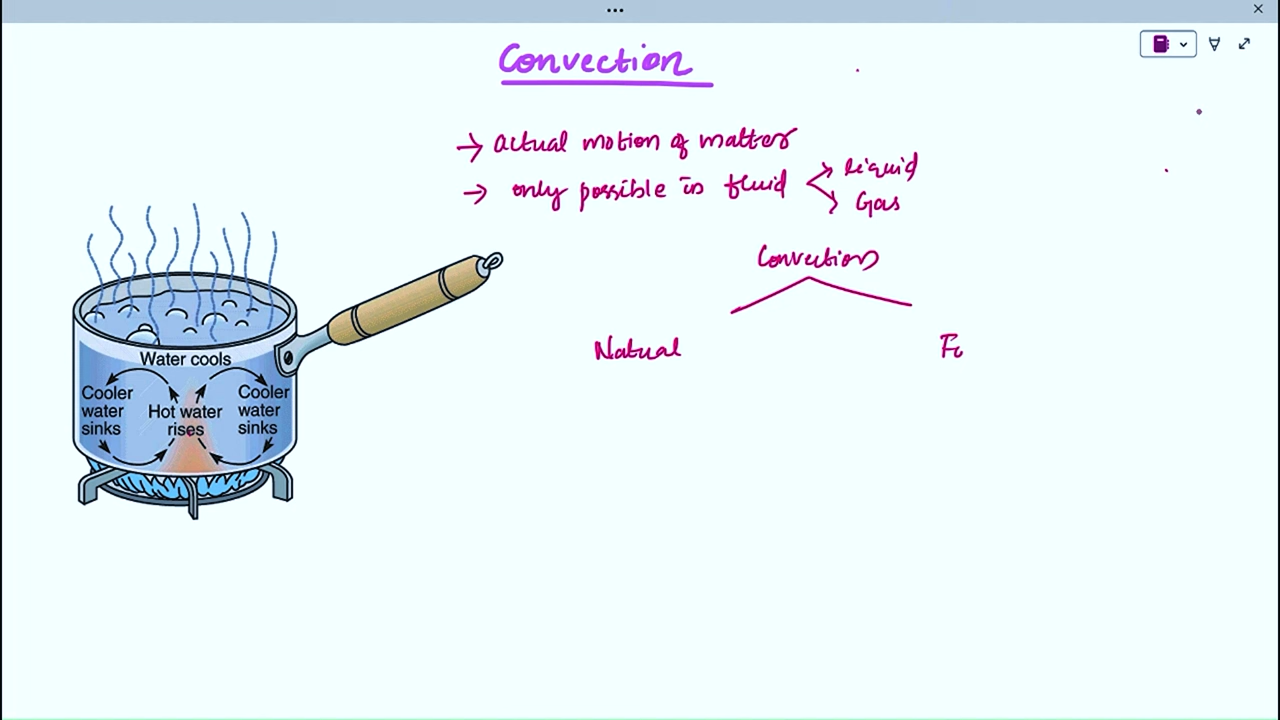 Convection
→ actual motion of matter
→ only possible in fluid
Liquid
Gas
Convection
Natural
Fo
Water cools
Cooler water sinks
Hot water rises
Cooler water sinks